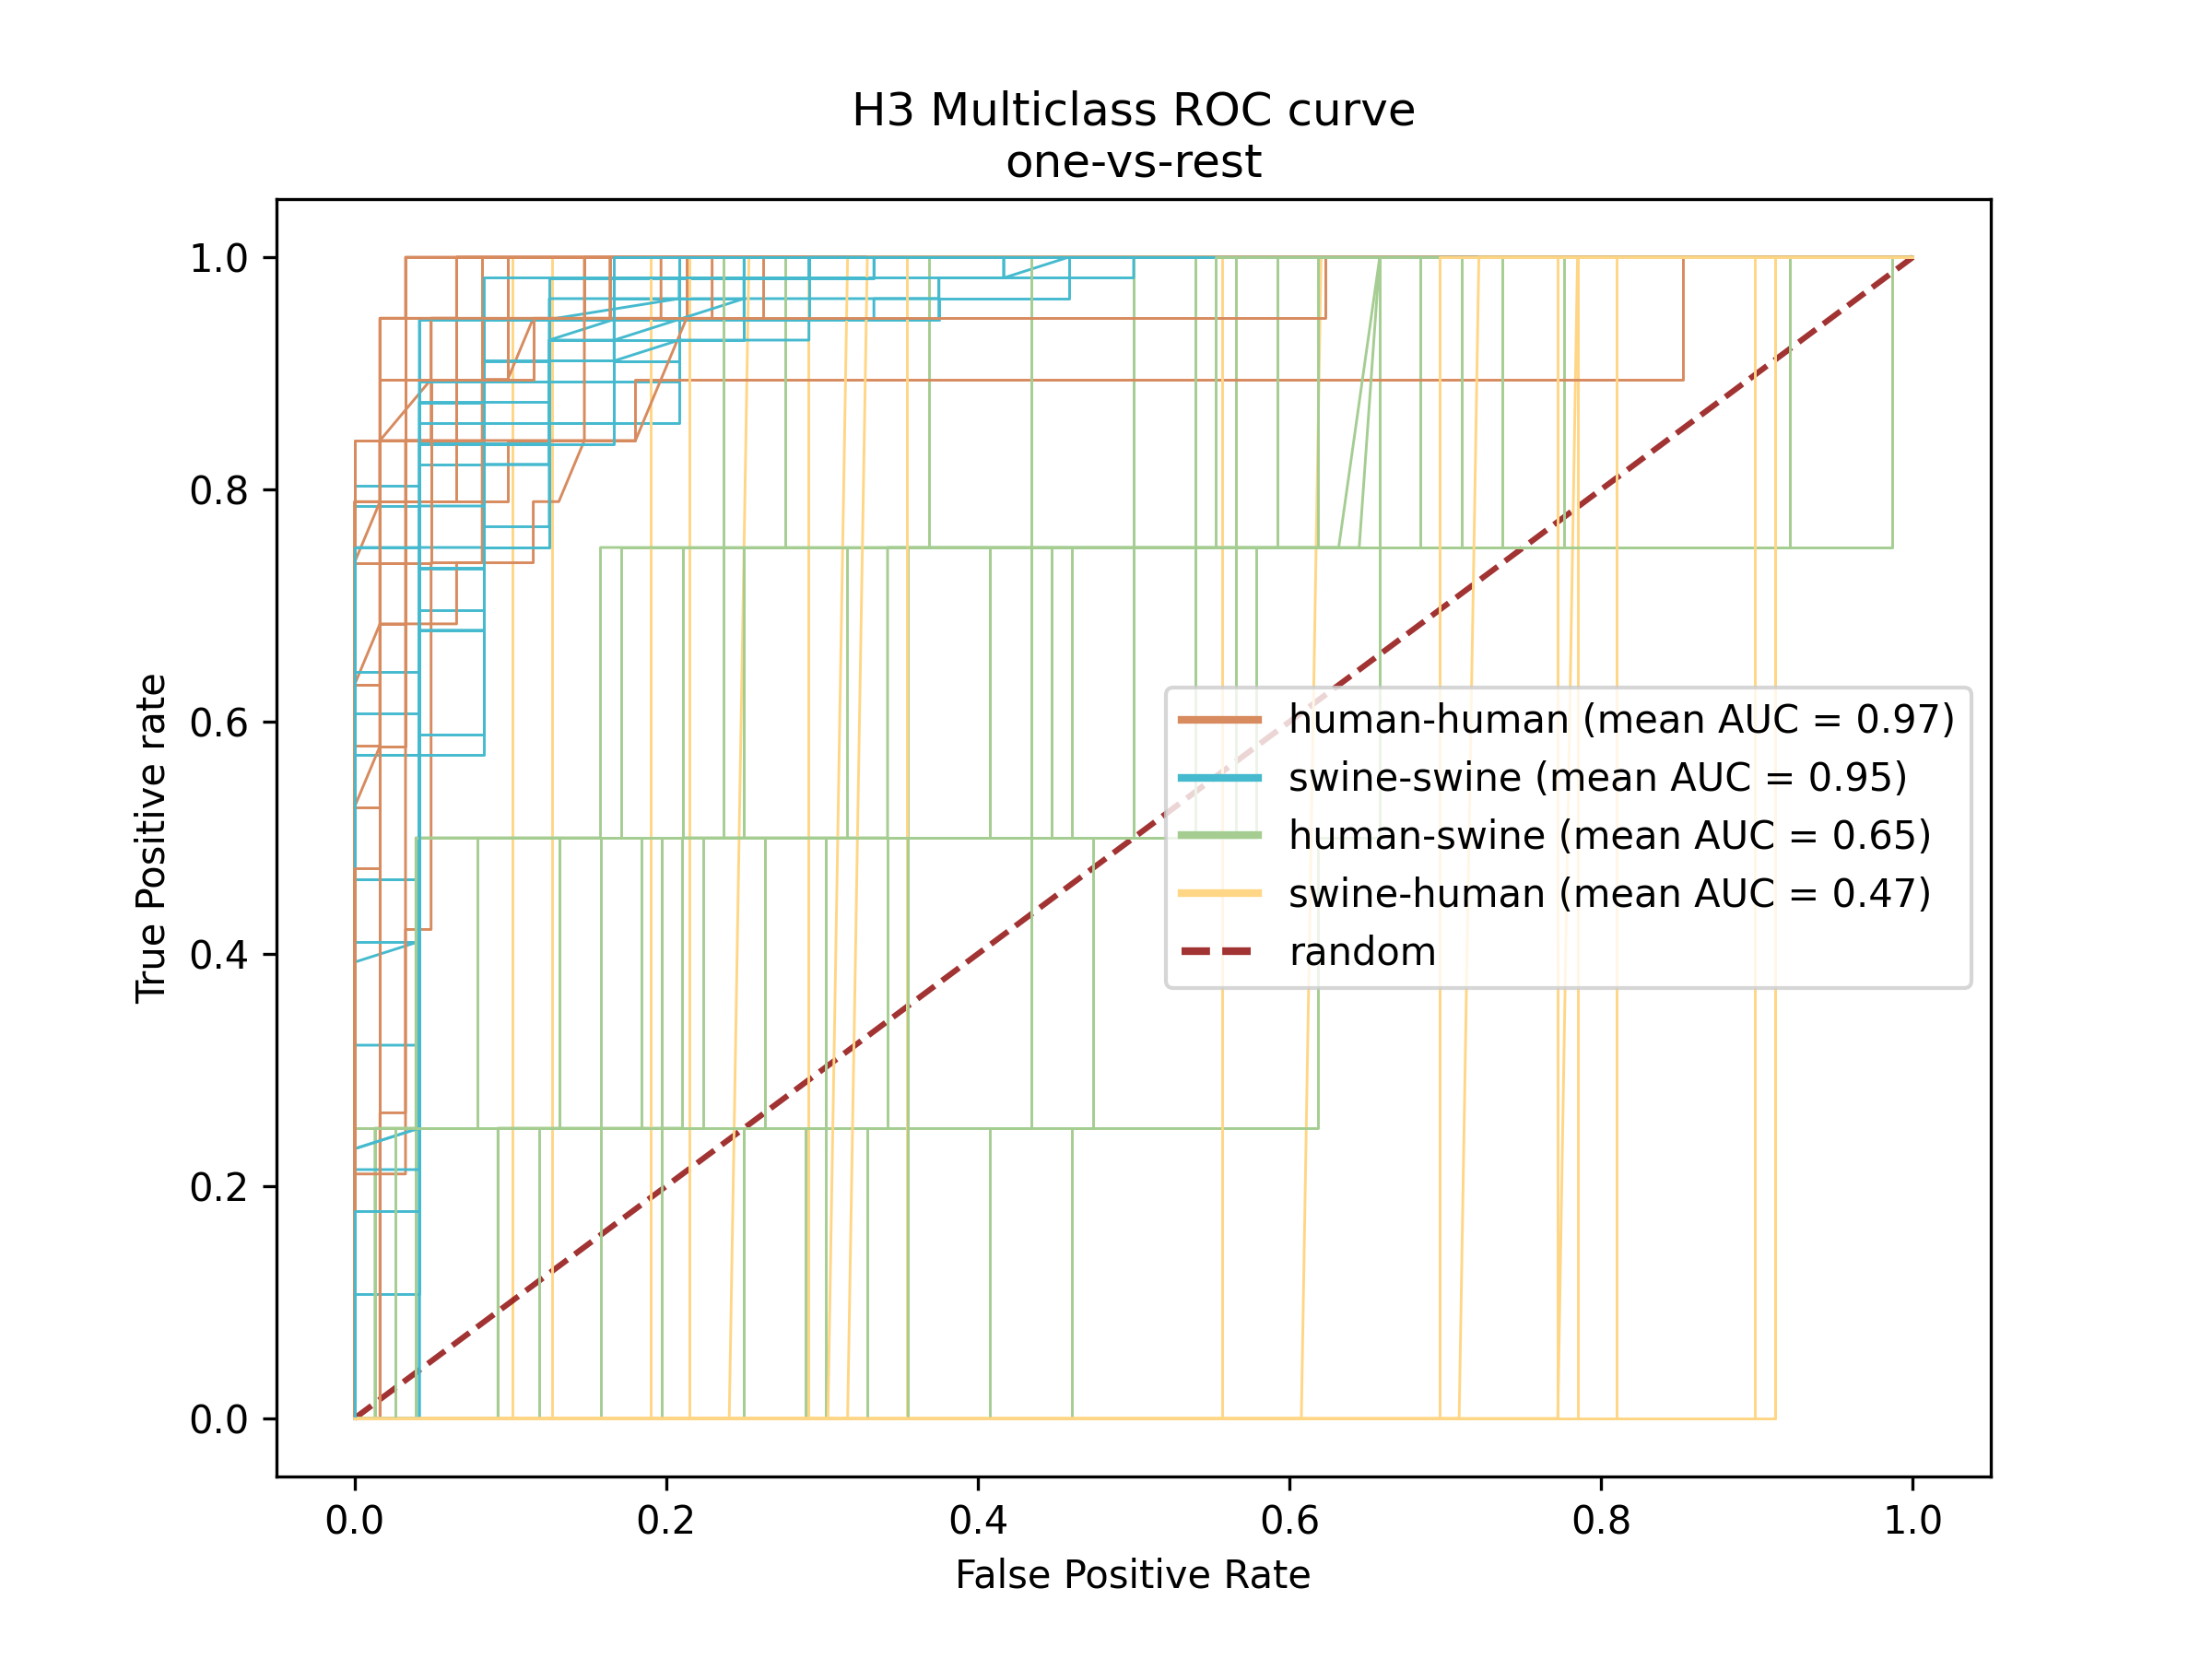 H3 Multiclass ROC curve
one-vs-rest
True Positive rate
1.0
0.8
0.6
0.4
0.2
0.0
human-human (mean AUC = 0.97)
swine-swine (mean AUC = 0.95)
human-swine (mean AUC = 0.65)
swine-human (mean AUC = 0.47)
random
0.0 0.2 0.4 0.6 0.8 1.0
False Positive Rate